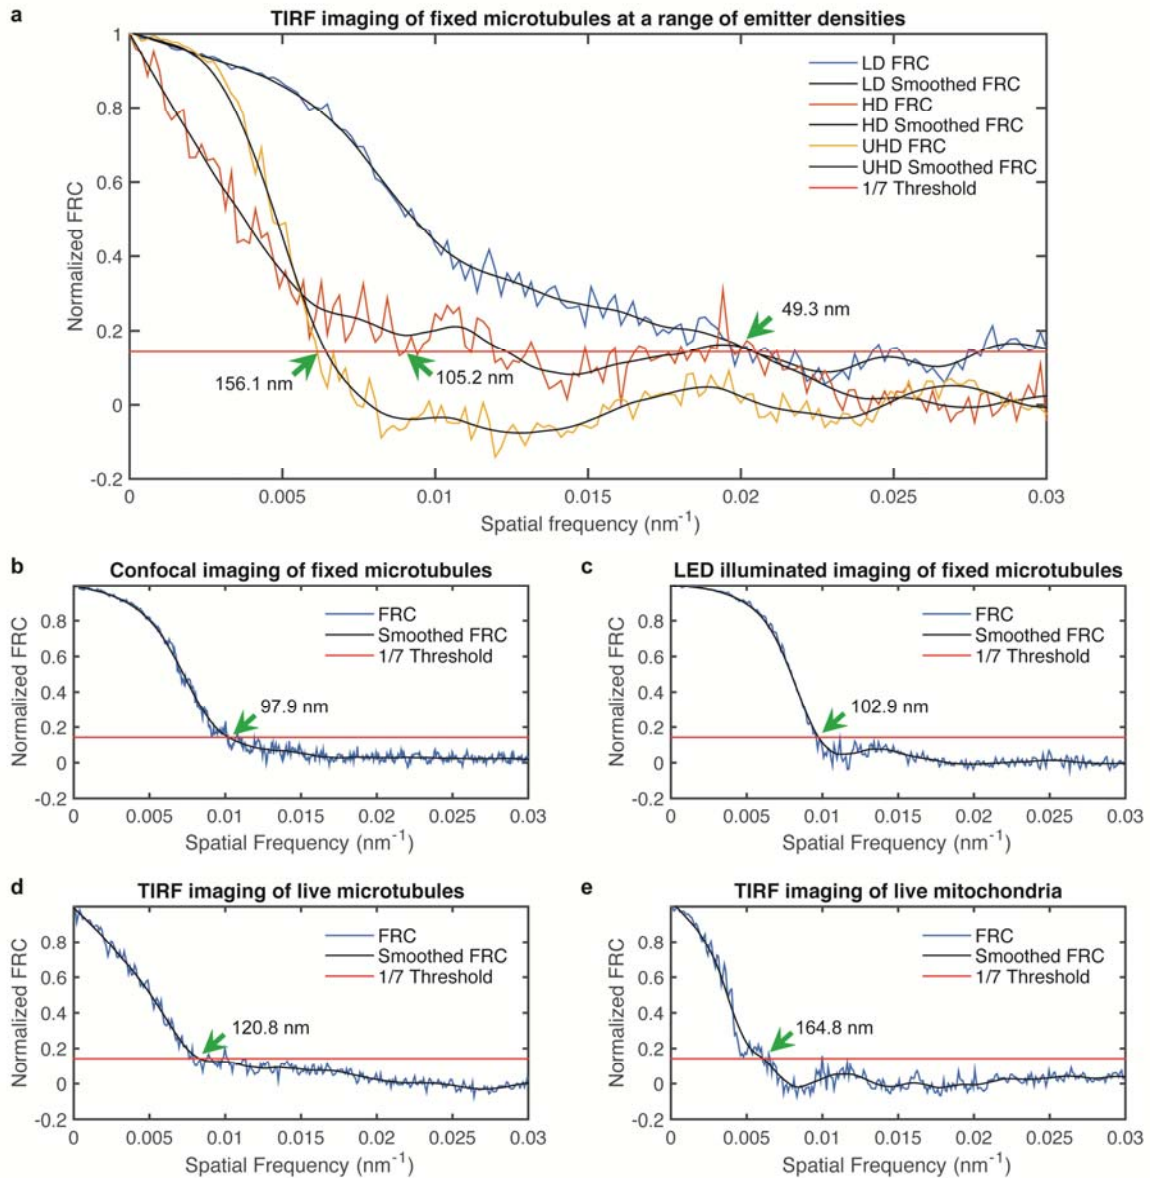 a
TIRF imaging of fixed microtubules at a range of emitter densities
1
0.8
0.6
0.4
0.2
0
-0.2
Normalized FRC
LD FRC
LD Smoothed FRC
HD FRC
HD Smoothed FRC
UHD FRC
UHD Smoothed FRC
1/7 Threshold
49.3 nm
156.1 nm
105.2 nm
0 0.005 0.01 0.015 0.02 0.025 0.03
Spatial frequency (nm⁻¹)
b
Confocal imaging of fixed microtubules
0.8
0.6
0.4
0.2
0
-0.2
Normalized FRC
FRC
Smoothed FRC
1/7 Threshold
97.9 nm
0 0.005 0.01 0.015 0.02 0.025 0.03
Spatial Frequency (nm⁻¹)
c
LED illuminated imaging of fixed microtubules
0.8
0.6
0.4
0.2
0
-0.2
Normalized FRC
FRC
Smoothed FRC
1/7 Threshold
102.9 nm
0 0.005 0.01 0.015 0.02 0.025 0.03
Spatial Frequency (nm⁻¹)
d
TIRF imaging of live microtubules
0.8
0.6
0.4
0.2
0
-0.2
Normalized FRC
FRC
Smoothed FRC
1/7 Threshold
120.8 nm
0 0.005 0.01 0.015 0.02 0.025 0.03
Spatial Frequency (nm⁻¹)
e
TIRF imaging of live mitochondria
0.8
0.6
0.4
0.2
0
-0.2
Normalized FRC
FRC
Smoothed FRC
1/7 Threshold
164.8 nm
0 0.005 0.01 0.015 0.02 0.025 0.03
Spatial Frequency (nm⁻¹)